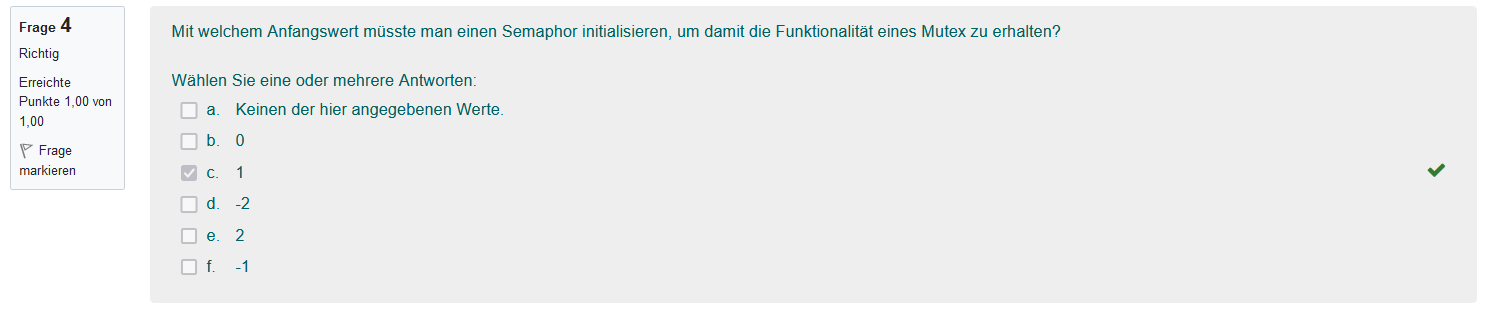 Frage 4
Richtig
Erreichte
Punkte 1,00 von
1,00
Frage
markieren
Mit welchem Anfangswert müsste man einen Semaphor initialisieren, um damit die Funktionalität eines Mutex zu erhalten?
Wählen Sie eine oder mehrere Antworten:
a. Keinen der hier angegebenen Werte.
b. 0
c. 1
d. -2
e. 2
f. -1